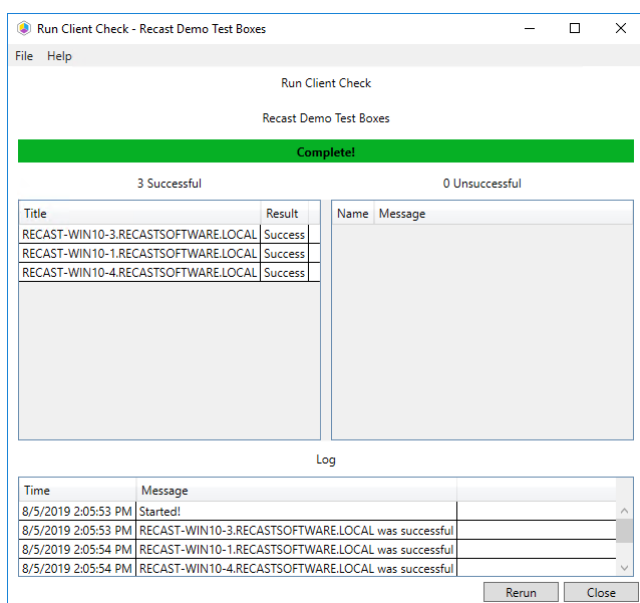 Run Client Check - Recast Demo Test Boxes
File Help
Run Client Check
Recast Demo Test Boxes
Complete!
3 Successful
0 Unsuccessful
Title Result
RECAST-WIN10-3.RECASTSOFTWARE.LOCAL Success
RECAST-WIN10-1.RECASTSOFTWARE.LOCAL Success
RECAST-WIN10-4.RECASTSOFTWARE.LOCAL Success
Name Message
Log
Time Message
8/5/2019 2:05:53 PM Started!
8/5/2019 2:05:53 PM RECAST-WIN10-3.RECASTSOFTWARE.LOCAL was successful
8/5/2019 2:05:54 PM RECAST-WIN10-1.RECASTSOFTWARE.LOCAL was successful
8/5/2019 2:05:54 PM RECAST-WIN10-4.RECASTSOFTWARE.LOCAL was successful
Rerun Close